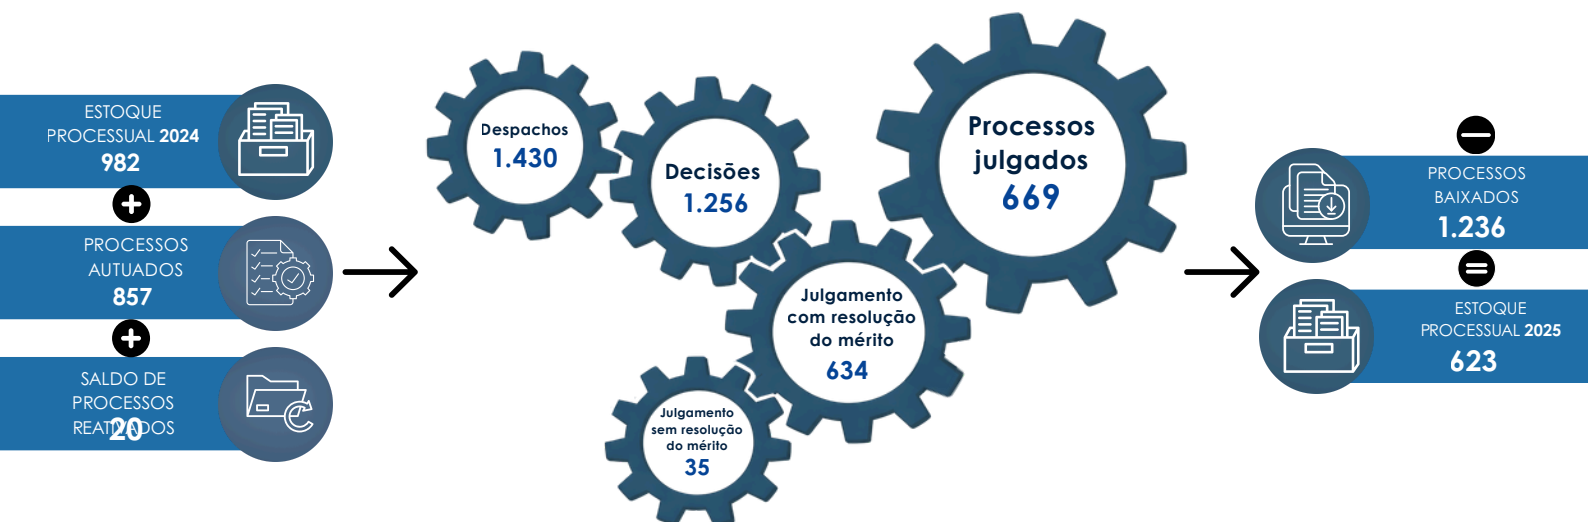 ESTOQUE
PROCESSUAL 2024
982
PROCESSOS
AUTUADOS
857
SALDO DE
PROCESSOS
REATIVADOS
20
Despachos
1.430
Decisões
1.256
Processos
julgados
669
Julgamento
com resolução
do mérito
634
Julgamento
sem resolução
do mérito
35
PROCESSOS
BAIXADOS
1.236
ESTOQUE
PROCESSUAL 2025
623